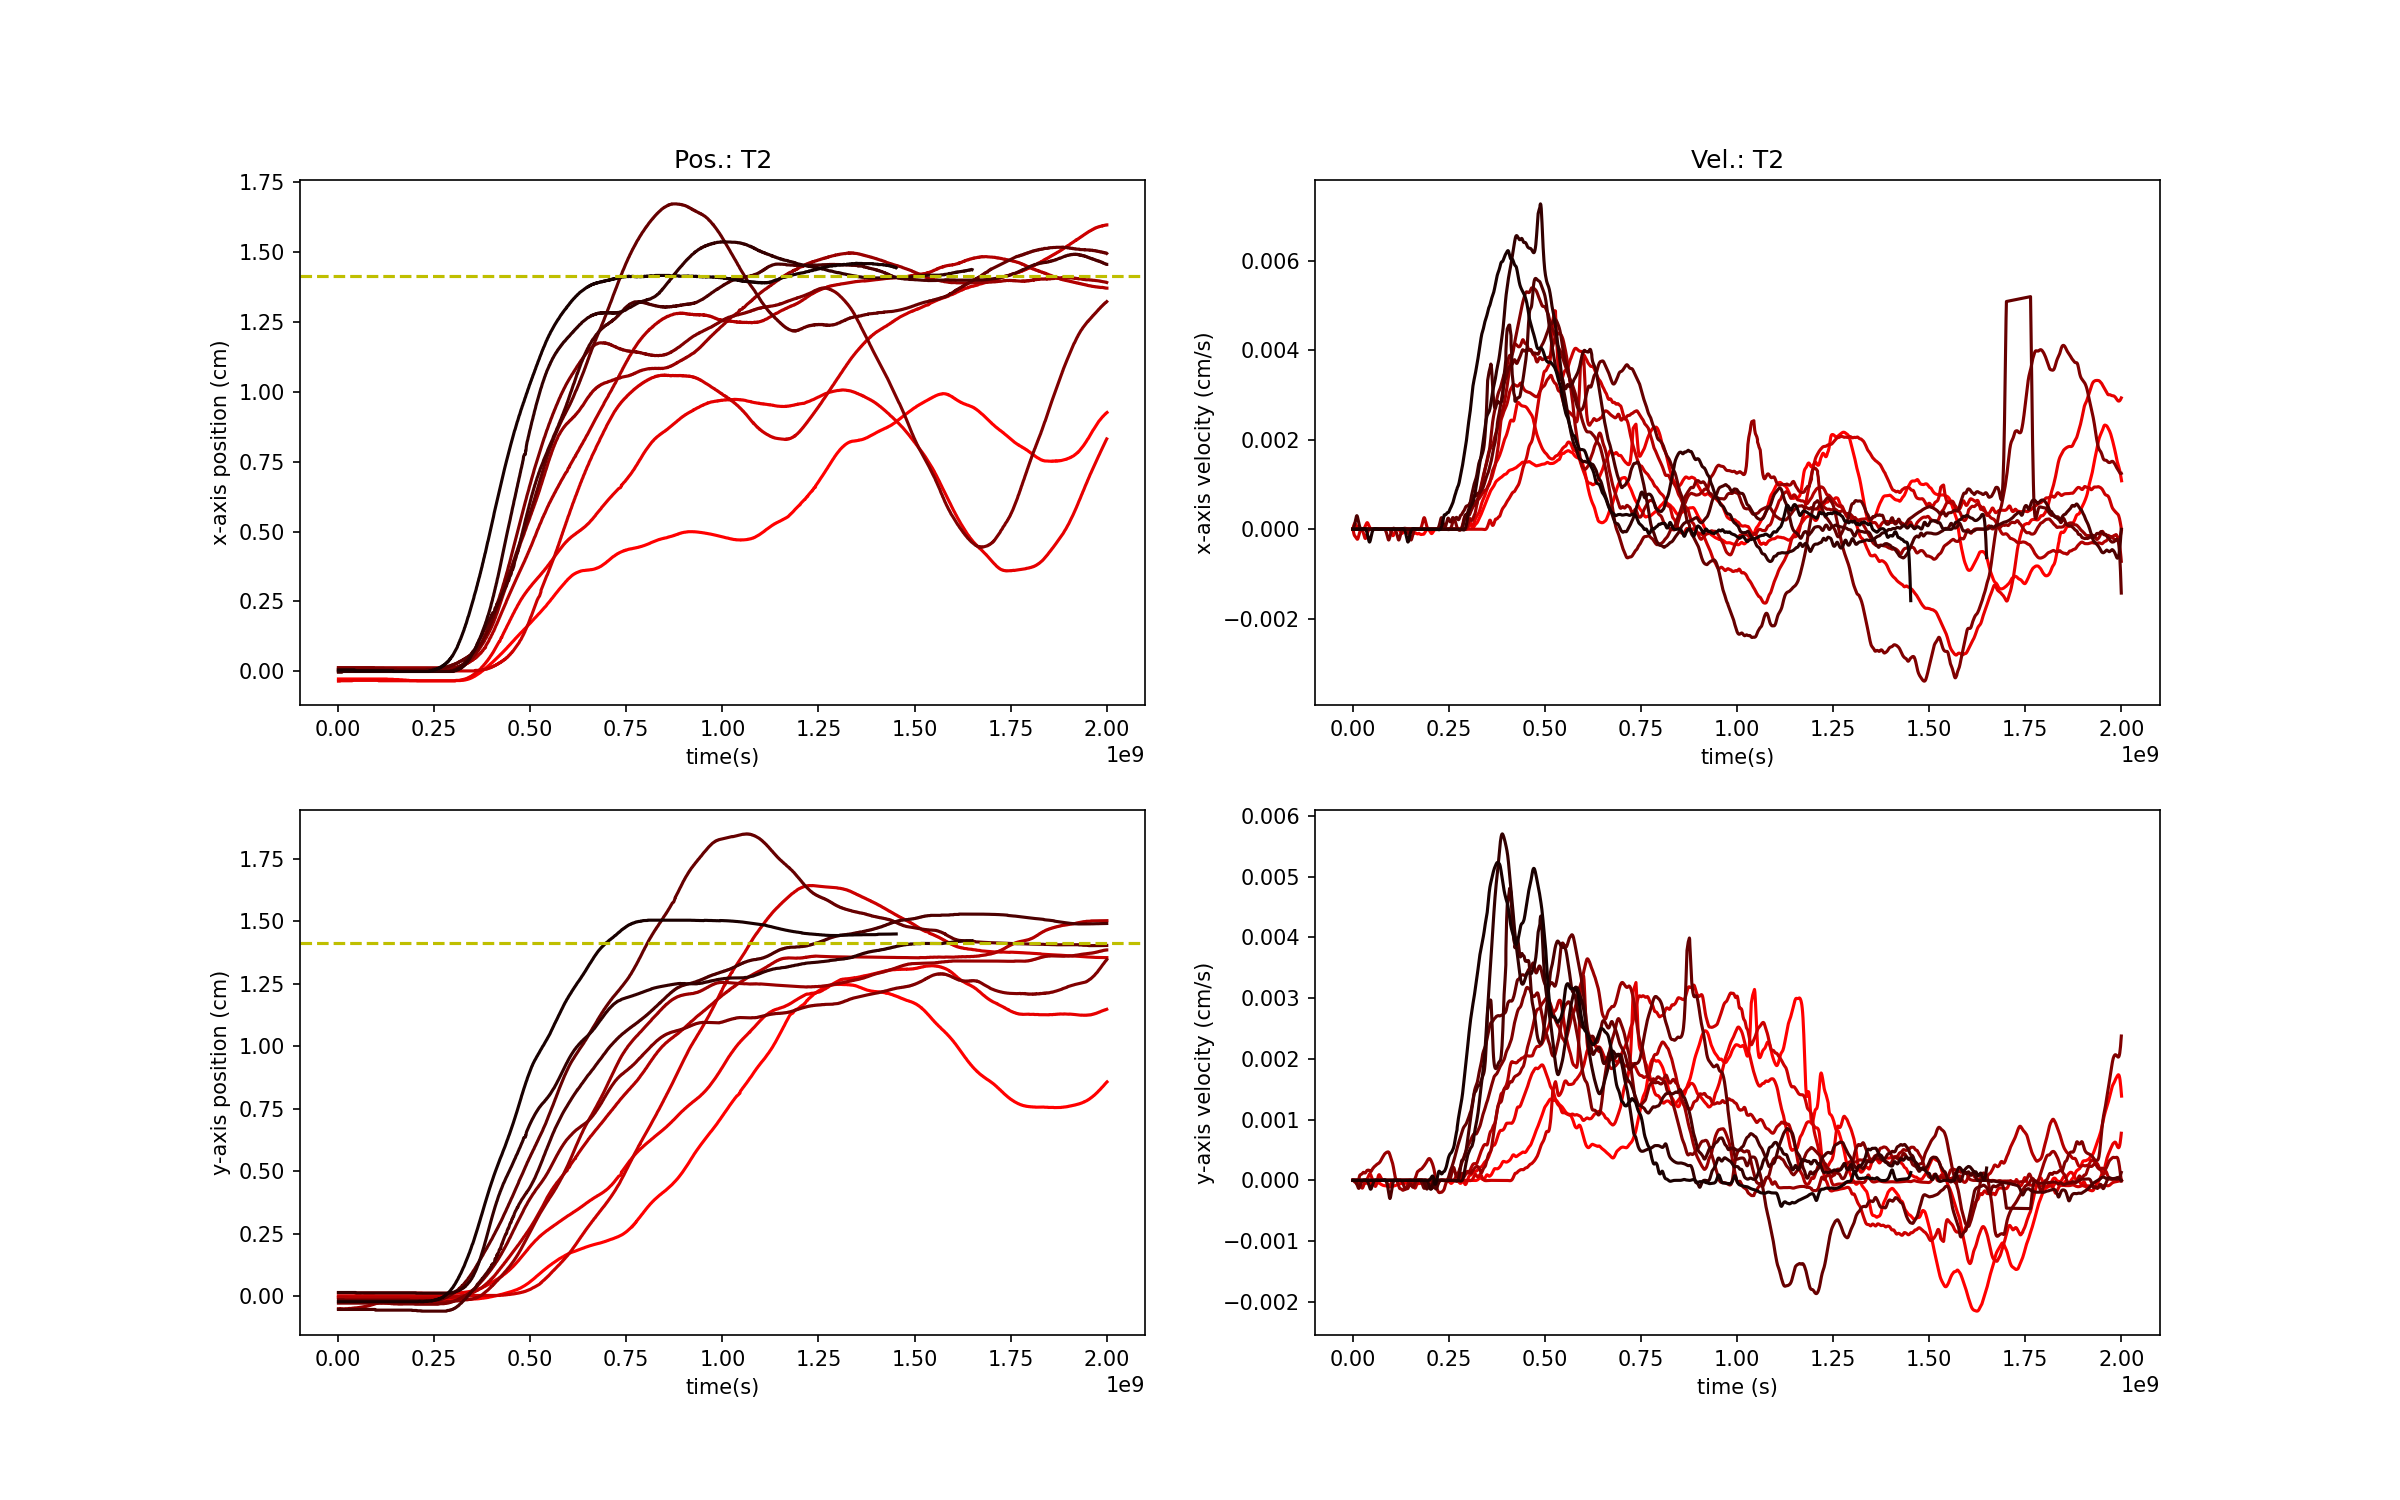 Pos.: T2
Vel.: T2
1.75
1.50
1.25
1.00
0.75
0.50
0.25
0.00
x-axis position (cm)
0.00 0.25 0.50 0.75 1.00 1.25 1.50 1.75 2.00
1e9
time(s)
0.006
0.004
0.002
0.000
−0.002
x-axis velocity (cm/s)
0.00 0.25 0.50 0.75 1.00 1.25 1.50 1.75 2.00
1e9
time(s)
1.75
1.50
1.25
1.00
0.75
0.50
0.25
0.00
y-axis position (cm)
0.00 0.25 0.50 0.75 1.00 1.25 1.50 1.75 2.00
1e9
time(s)
0.006
0.005
0.004
0.003
0.002
0.001
0.000
−0.001
−0.002
y-axis velocity (cm/s)
0.00 0.25 0.50 0.75 1.00 1.25 1.50 1.75 2.00
1e9
time (s)